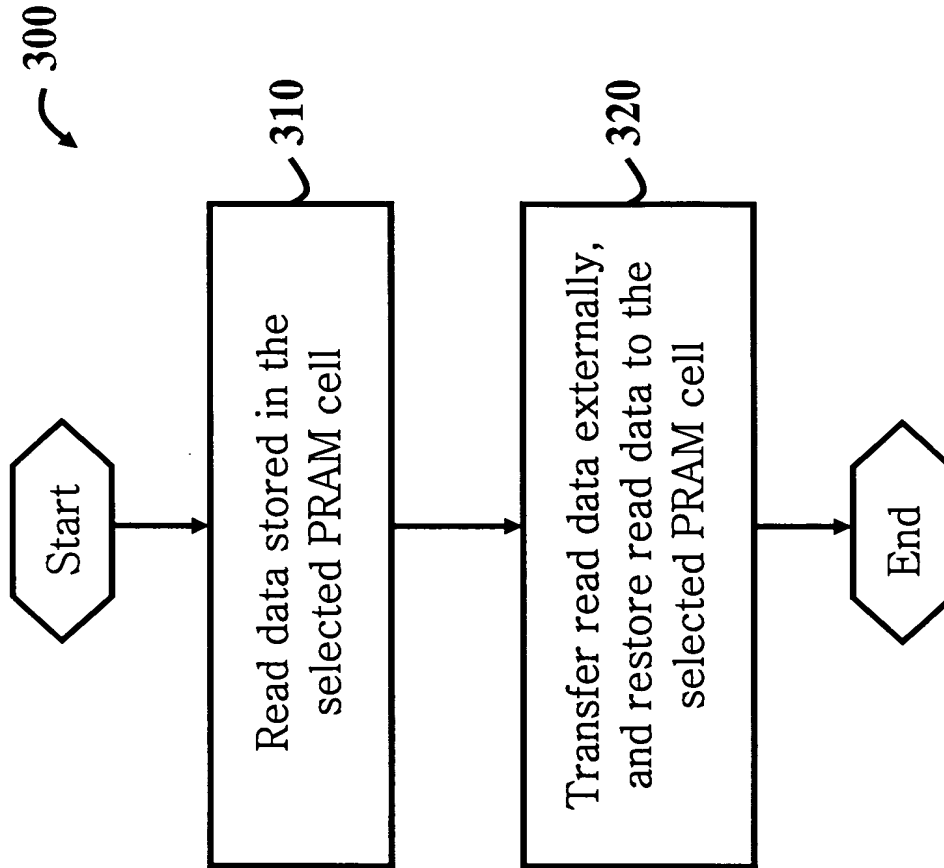 300
Start
Read data stored in the
selected PRAM cell
310
Transfer read data externally,
and restore read data to the
selected PRAM cell
320
End